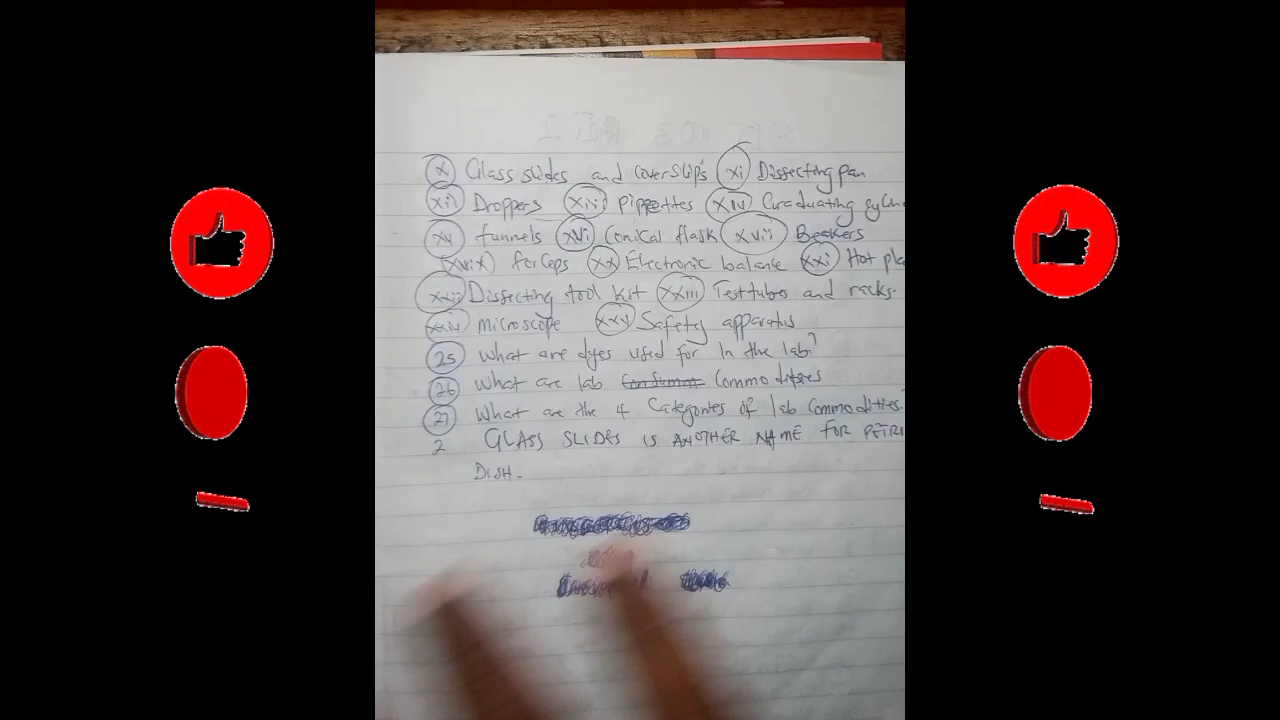 x Glass slides and coverslips xi Dissecting pan
xii Droppers xiii Pippettes xiv Graduating cylin
xv funnels xvi Conical flask xvii Beakers
xvix forceps xx Electronic balance xxi Hot pla
xxii Dissecting tool kit xxiii Test tubes and racks.
xxiv microscope xxv Safety apparatus
25 What are dyes used for in the lab?
26 What are lab Commodities
27 What are the 4 Categories of lab Commodities?
2 GLASS SLIDES IS ANOTHER NAME FOR PETRI
DISH.